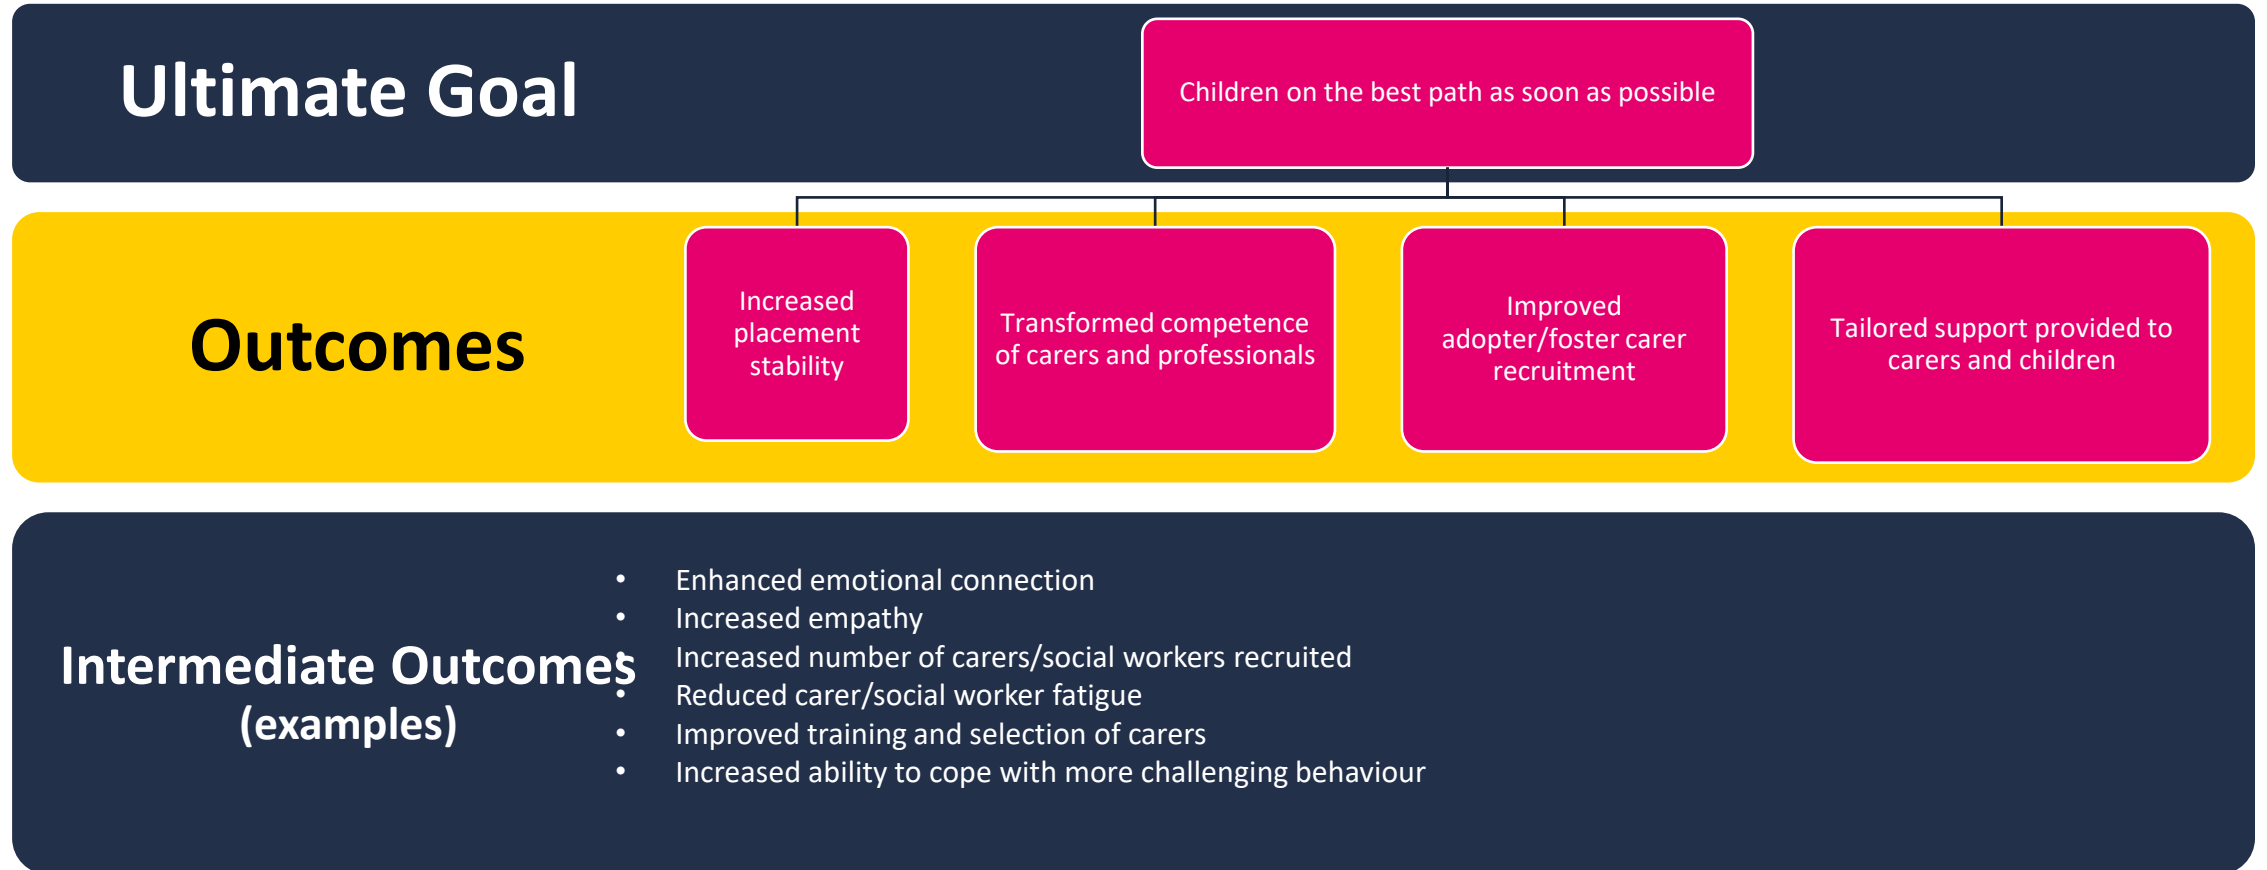 Ultimate Goal
Children on the best path as soon as possible
Outcomes
Increased
placement
stability
Transformed competence
of carers and professionals
Improved
adopter/foster carer
recruitment
Tailored support provided to
carers and children
Intermediate Outcomes
(examples)
• Enhanced emotional connection
• Increased empathy
• Increased number of carers/social workers recruited
• Reduced carer/social worker fatigue
• Improved training and selection of carers
• Increased ability to cope with more challenging behaviour